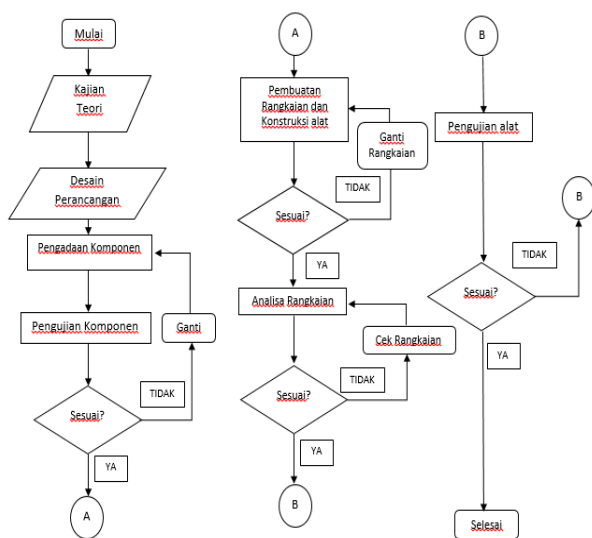 Mulai
Kajian
Teori
Desain
Perancangan
Pengadaan Komponen
Pengujian Komponen
Ganti
TIDAK
Sesuai?
YA
A
A
Pembuatan
Rangkaian dan
Konstruksi alat
Ganti
Rangkaian
TIDAK
Sesuai?
YA
Analisa Rangkaian
Cek Rangkaian
TIDAK
Sesuai?
YA
B
B
Pengujian alat
B
TIDAK
Sesuai?
YA
Selesai